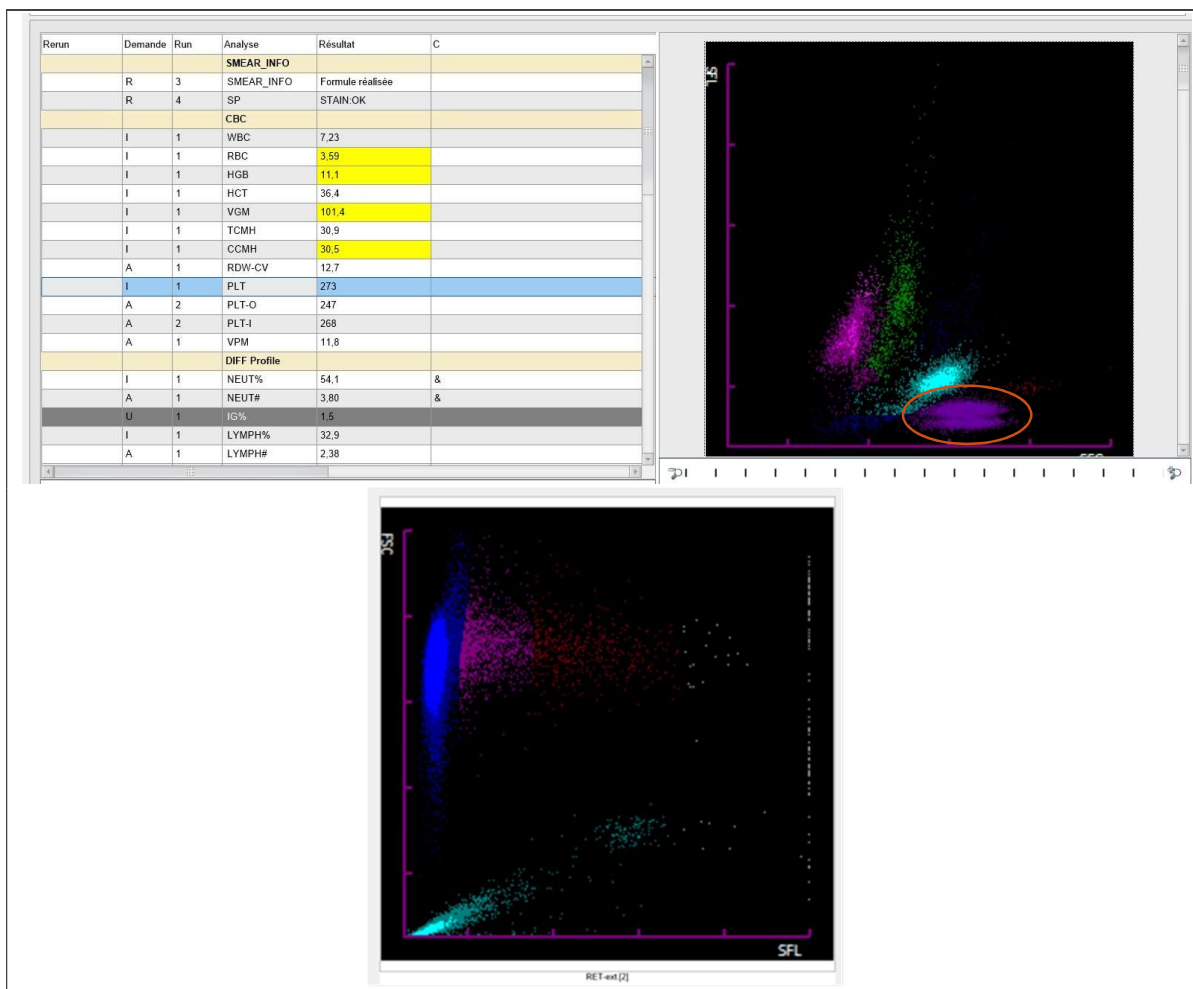 Rerun Demande Run Analyse Résultat C
SMEAR_INFO
R 3 SMEAR_INFO Formule réalisée
R 4 SP STAIN:OK
CBC
I 1 WBC 7,23
I 1 RBC 3,59
I 1 HGB 11,1
I 1 HCT 36,4
I 1 VGM 101,4
I 1 TCMH 30,9
I 1 CCMH 30,5
A 1 RDW-CV 12,7
I 1 PLT 273
A 2 PLT-O 247
A 2 PLT-I 268
A 1 VPM 11,8
DIFF Profile
I 1 NEUT% 54,1 &
A 1 NEUT# 3,80 &
U 1 IG% 1,5
I 1 LYMPH% 32,9
A 1 LYMPH# 2,38
SFL
FSC
SFL
RET-ext [2]